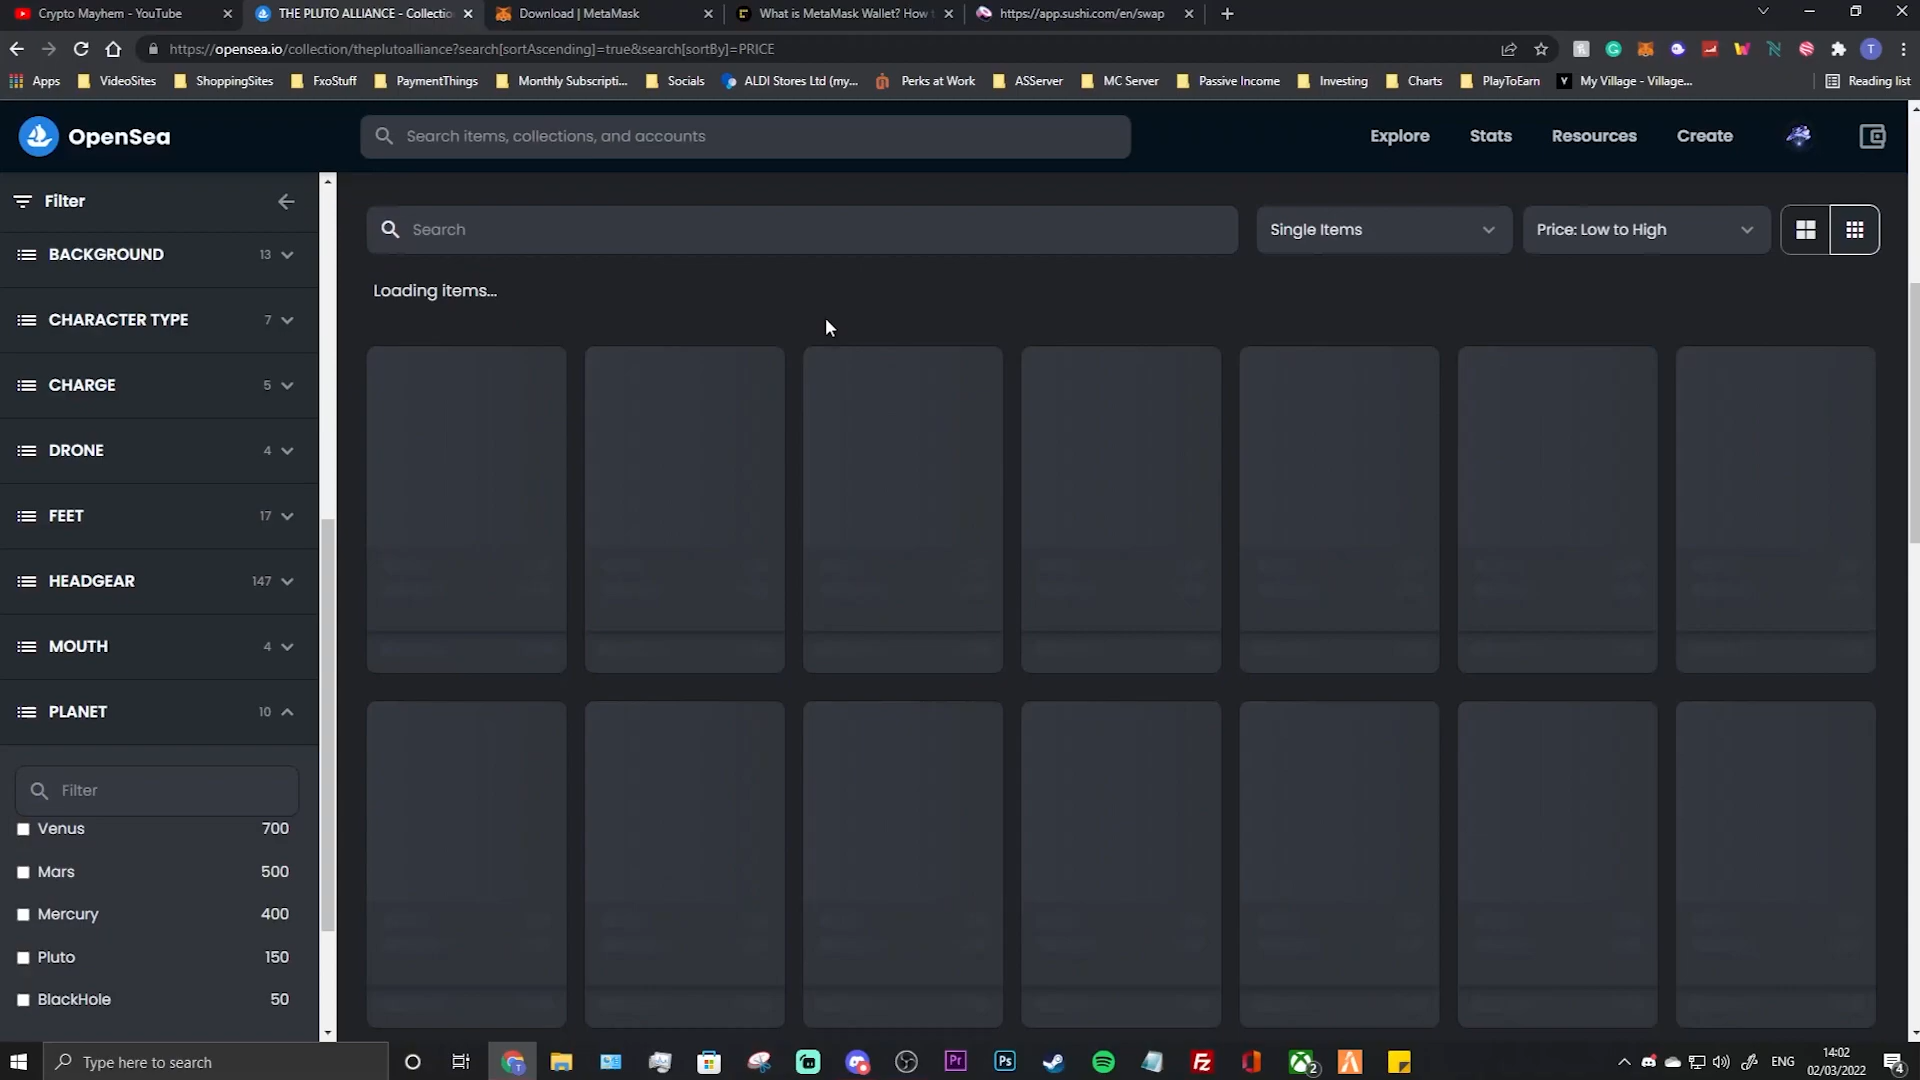 Crypto Mayhem - YouTube
THE PLUTO ALLIANCE - Collectio
Download | MetaMask
What is MetaMask Wallet? How
https://app.sushi.com/en/swap
https://opensea.io/collection/theplutoalliance?search[sortAscending]=true&search[sortBy]=PRICE
Apps
VideoSites
ShoppingSites
FxoStuff
PaymentThings
Monthly Subscripti...
Socials
ALDI Stores Ltd (my...
Perks at Work
ASServer
MC Server
Passive Income
Investing
Charts
PlayToEarn
My Village - Village...
Reading list
OpenSea
Search items, collections, and accounts
Explore
Stats
Resources
Create
Filter
Search
Single Items
Price: Low to High
Loading items...
BACKGROUND 13
CHARACTER TYPE 7
CHARGE 5
DRONE 4
FEET 17
HEADGEAR 147
MOUTH 4
PLANET 10
Filter
Venus 700
Mars 500
Mercury 400
Pluto 150
BlackHole 50
Type here to search
ENG
14:02
02/03/2022